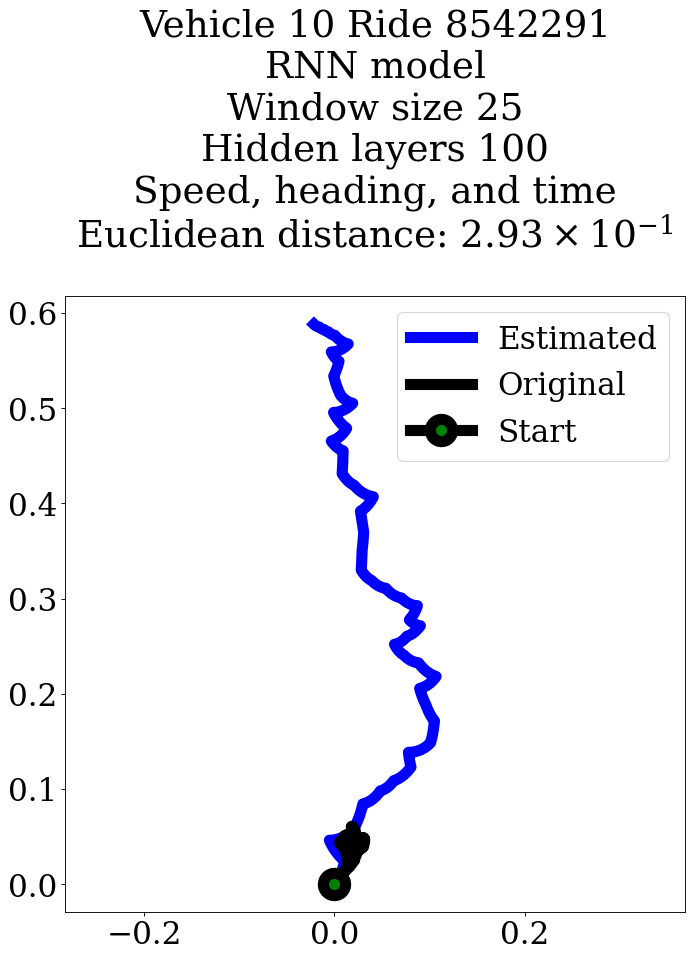 Vehicle 10 Ride 8542291
RNN model
Window size 25
Hidden layers 100
Speed, heading, and time
Euclidean distance: 2.93 × 10⁻¹
Estimated
Original
Start
0.6
0.5
0.4
0.3
0.2
0.1
0.0
−0.2 0.0 0.2